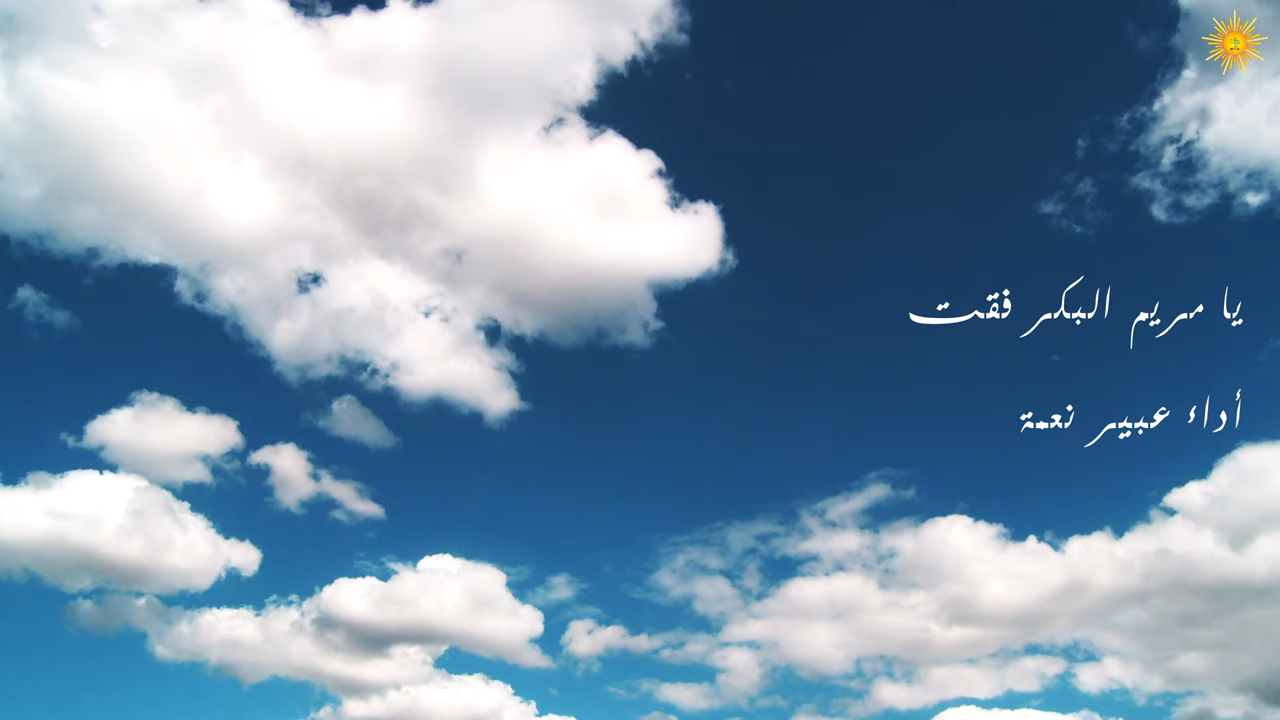 يا مريم البكر فقت
أداء عبير نعمة